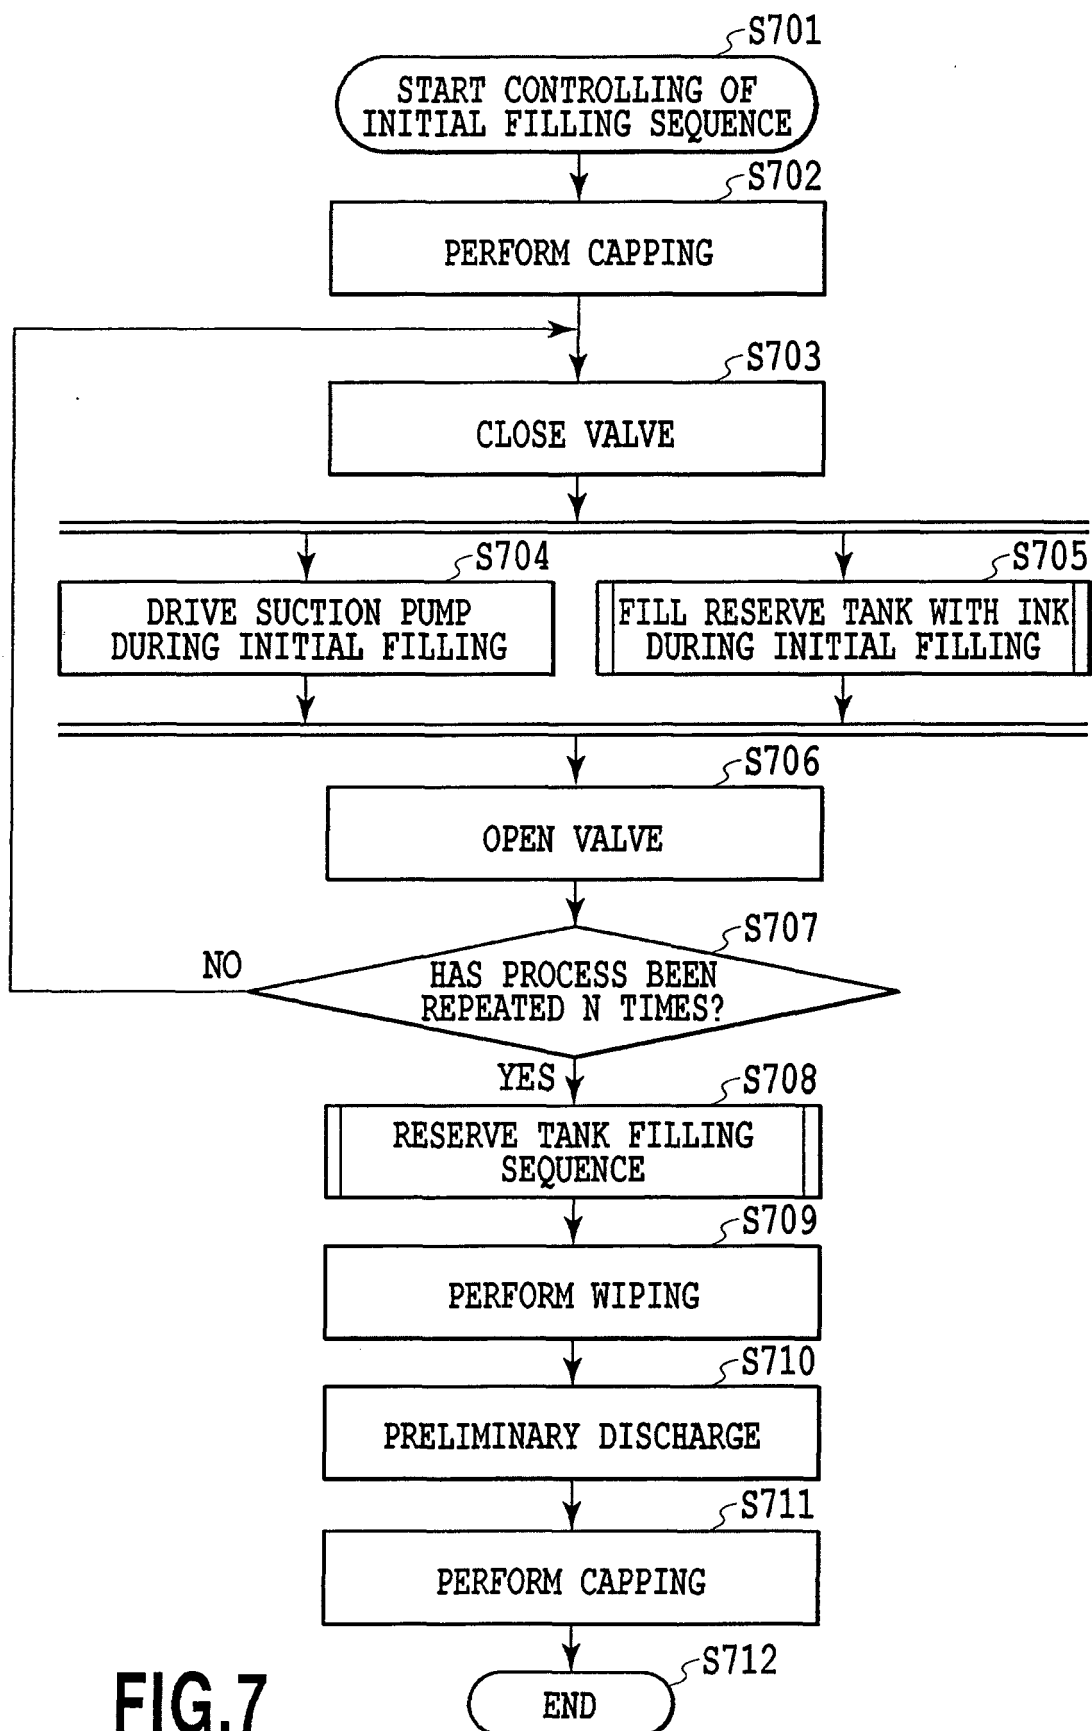 S701
START CONTROLLING OF
INITIAL FILLING SEQUENCE
S702
PERFORM CAPPING
S703
CLOSE VALVE
S704
DRIVE SUCTION PUMP
DURING INITIAL FILLING
S705
FILL RESERVE TANK WITH INK
DURING INITIAL FILLING
S706
OPEN VALVE
S707
HAS PROCESS BEEN
REPEATED N TIMES?
NO
YES
S708
RESERVE TANK FILLING
SEQUENCE
S709
PERFORM WIPING
S710
PRELIMINARY DISCHARGE
S711
PERFORM CAPPING
S712
END
FIG.7